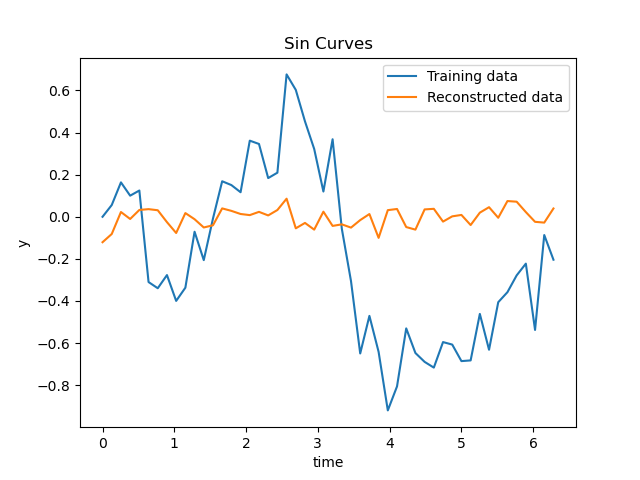 Sin Curves
Training data
Reconstructed data
0.6
0.4
0.2
0.0
−0.2
−0.4
−0.6
−0.8
y
0 1 2 3 4 5 6
time